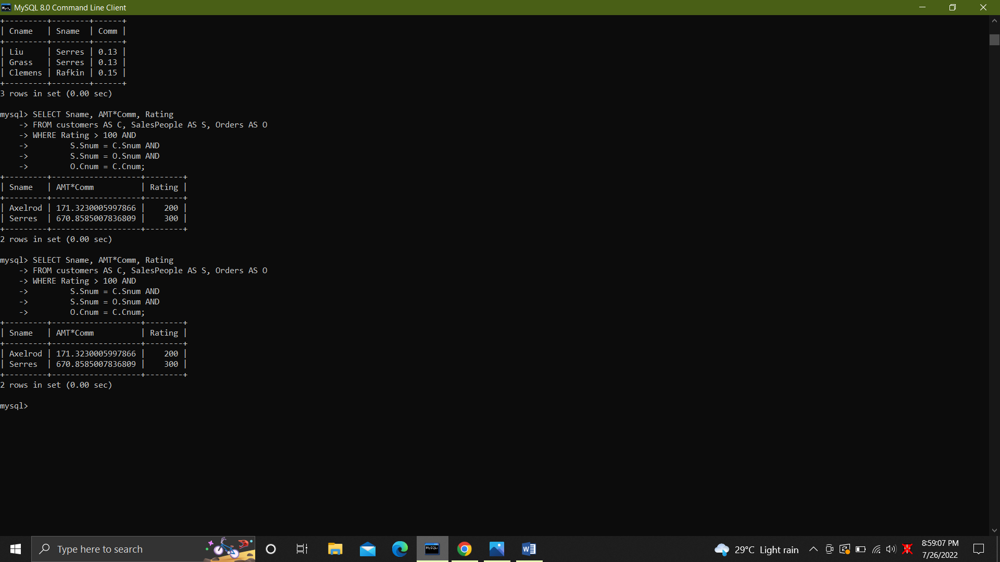 MySQL 8.0 Command Line Client
+---------+--------+------+
| Cname   | Sname  | Comm |
+---------+--------+------+
| Liu     | Serres | 0.13 |
| Grass   | Serres | 0.13 |
| Clemens | Rafkin | 0.15 |
+---------+--------+------+
3 rows in set (0.00 sec)
mysql> SELECT Sname, AMT*Comm, Rating
    -> FROM customers AS C, SalesPeople AS S, Orders AS O
    -> WHERE Rating > 100 AND
    ->         S.Snum = C.Snum AND
    ->         S.Snum = O.Snum AND
    ->         O.Cnum = C.Cnum;
+---------+-------------------+--------+
| Sname   | AMT*Comm          | Rating |
+---------+-------------------+--------+
| Axelrod | 171.3230005997866 |    200 |
| Serres  | 670.8585007836809 |    300 |
+---------+-------------------+--------+
2 rows in set (0.00 sec)
mysql> SELECT Sname, AMT*Comm, Rating
    -> FROM customers AS C, SalesPeople AS S, Orders AS O
    -> WHERE Rating > 100 AND
    ->         S.Snum = C.Snum AND
    ->         S.Snum = O.Snum AND
    ->         O.Cnum = C.Cnum;
+---------+-------------------+--------+
| Sname   | AMT*Comm          | Rating |
+---------+-------------------+--------+
| Axelrod | 171.3230005997866 |    200 |
| Serres  | 670.8585007836809 |    300 |
+---------+-------------------+--------+
2 rows in set (0.00 sec)
mysql>
Type here to search
29°C Light rain
8:59:07 PM
7/26/2022